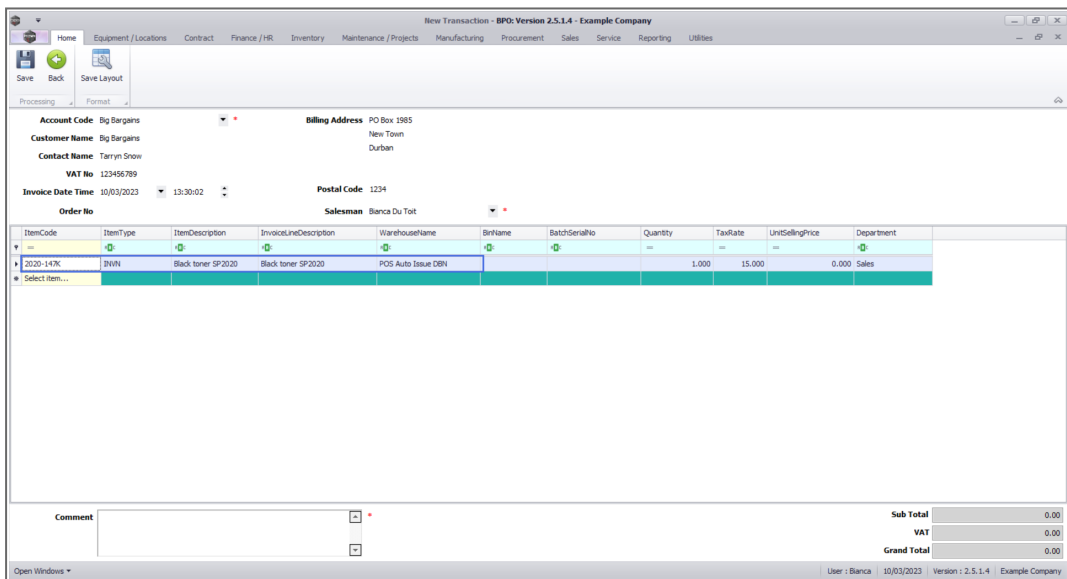 New Transaction - BPO: Version 2.5.1.4 - Example Company
Home Equipment / Locations Contract Finance / HR Inventory Maintenance / Projects Manufacturing Procurement Sales Service Reporting Utilities
Save Back Save Layout
Processing Format
Account Code Big Bargains * Billing Address PO Box 1985
Customer Name Big Bargains New Town
Durban
Contact Name Tarryn Snow
VAT No 123456789
Invoice Date Time 10/03/2023 13:30:02 Postal Code 1234
Order No Salesman Bianca Du Toit *
ItemCode ItemType ItemDescription InvoiceLineDescription WarehouseName BinName BatchSerialNo Quantity TaxRate UnitSellingPrice Department
= = = =
2020-147K INVN Black toner SP2020 Black toner SP2020 POS Auto Issue DBN 1.000 15.000 0.000 Sales
Select item...
Comment * Sub Total 0.00
VAT 0.00
Grand Total 0.00
Open Windows User : Bianca 10/03/2023 Version : 2.5.1.4 Example Company